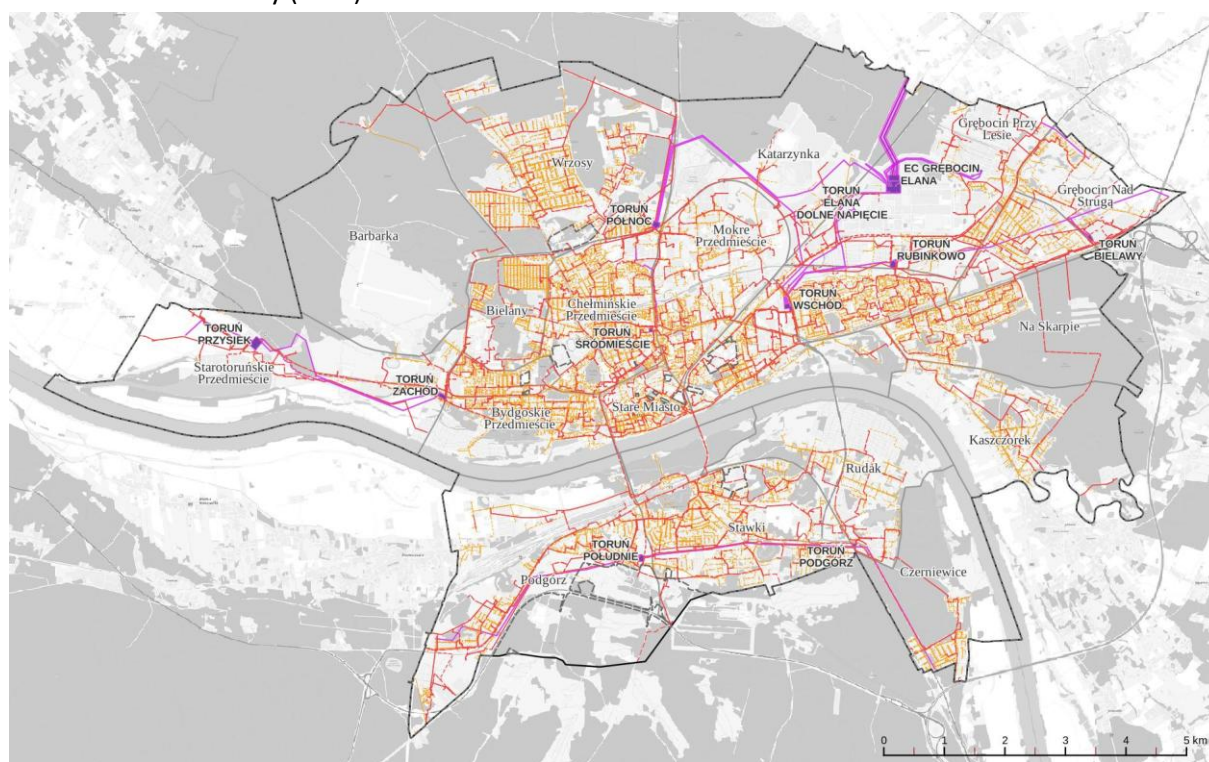 Grębocin Przy
Lesie
Wrzosy
Katarzynka
EC GRĘBOCIN
ELANA
TORUŃ
ELANA
DOLNE NAPIĘCIE
Grębocin Nad
Strugą
TORUŃ
PÓŁNOC
Mokre
Przedmieście
Barbarka
TORUŃ
RUBINKOWO
TORUŃ
BIELAWY
TORUŃ
WSCHÓD
Bielany
Chełmińskie
Przedmieście
TORUŃ
ŚRÓDMIEŚCIE
Na Skarpie
TORUŃ
PRZYSIEK
Starotoruńskie
Przedmieście
TORUŃ
ZACHÓD
Bydgoskie
Przedmieście
Stare Miasto
Kaszczorek
Rudak
Stawki
TORUŃ
POŁUDNIE
TORUŃ
PODGÓRZ
Podgórz
Czerniewice
0 1 2 3 4 5 km